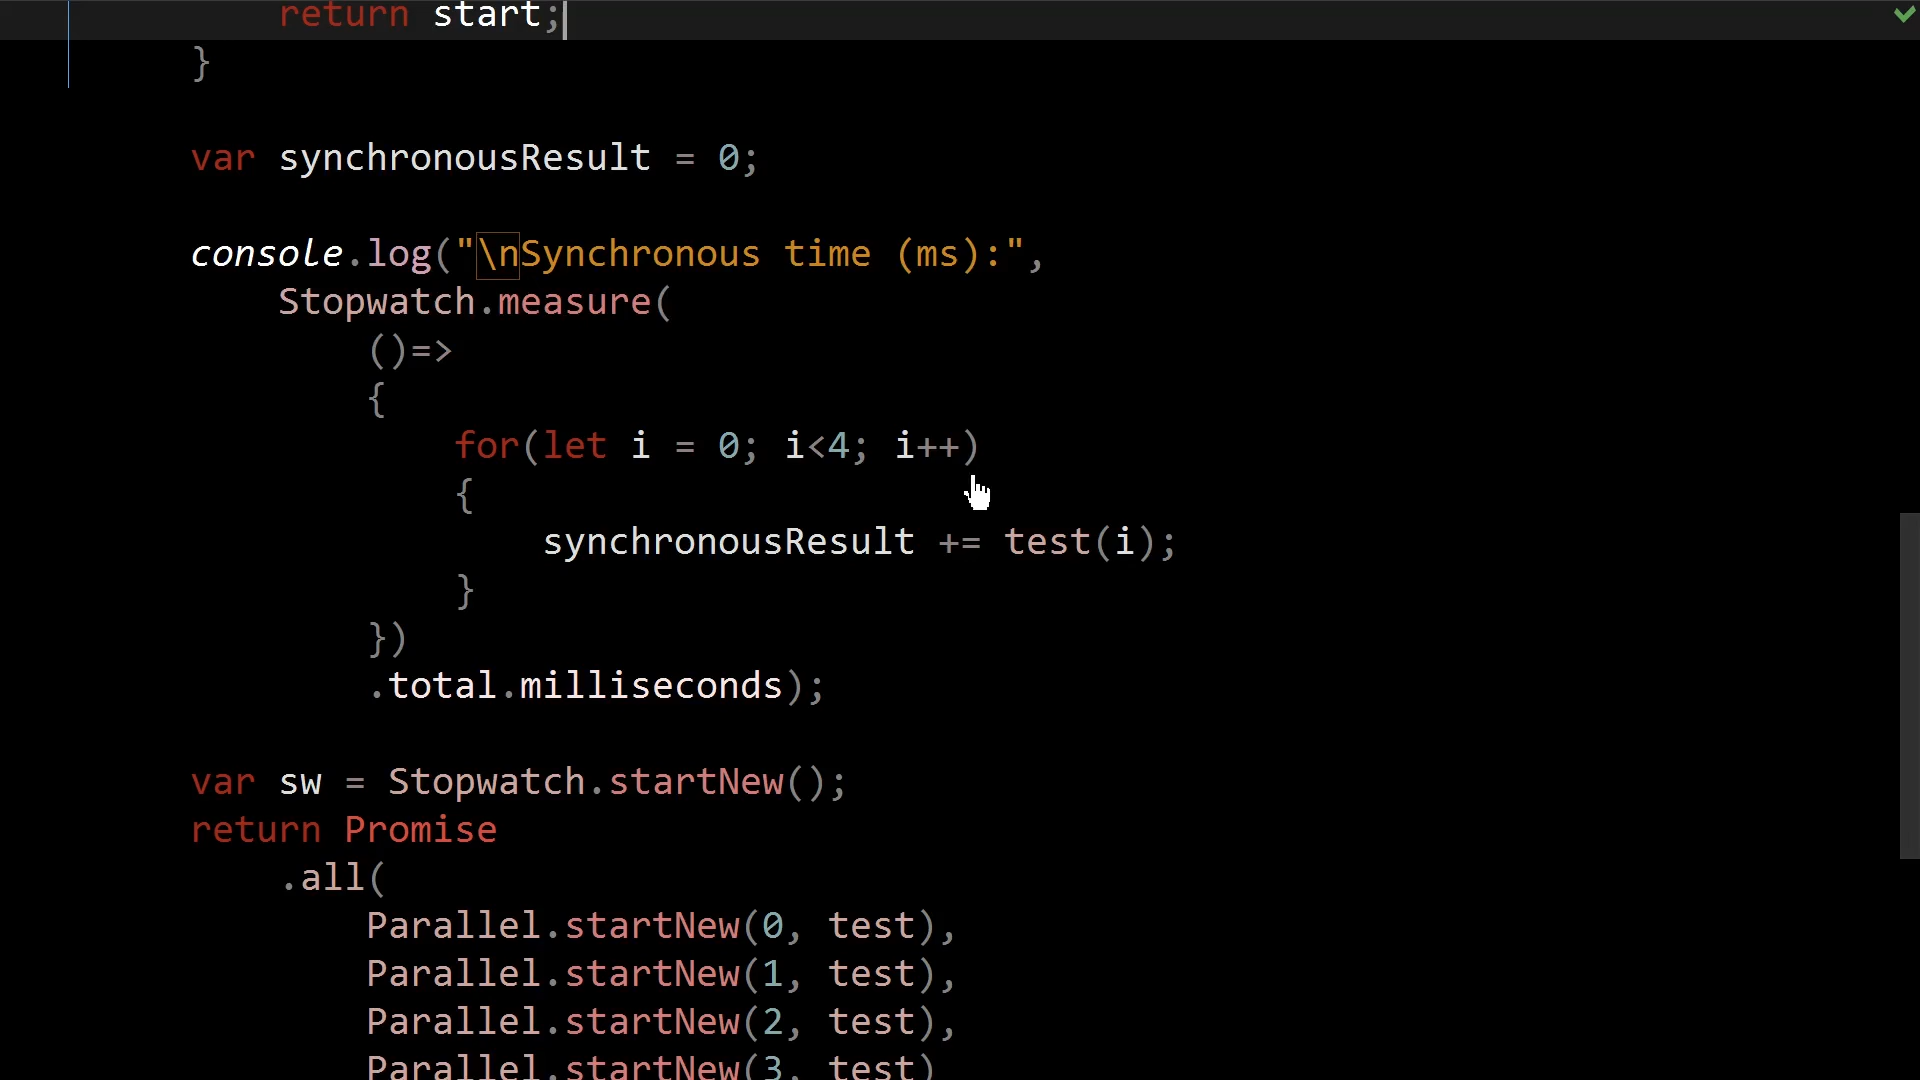 return start;
}
var synchronousResult = 0;
console.log("\nSynchronous time (ms):",
Stopwatch.measure(
()=>
{
for(let i = 0; i<4; i++)
{
synchronousResult += test(i);
}
})
.total.milliseconds);
var sw = Stopwatch.startNew();
return Promise
.all(
Parallel.startNew(0, test),
Parallel.startNew(1, test),
Parallel.startNew(2, test),
Parallel.startNew(3, test)